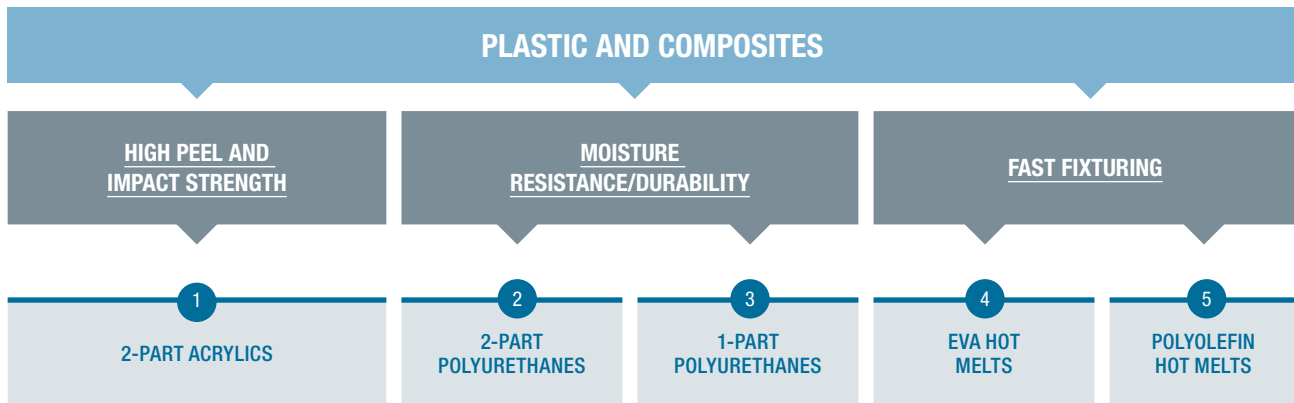 PLASTIC AND COMPOSITES
HIGH PEEL AND
IMPACT STRENGTH
MOISTURE
RESISTANCE/DURABILITY
FAST FIXTURING
1
2-PART ACRYLICS
2
2-PART
POLYURETHANES
3
1-PART
POLYURETHANES
4
EVA HOT
MELTS
5
POLYOLEFIN
HOT MELTS